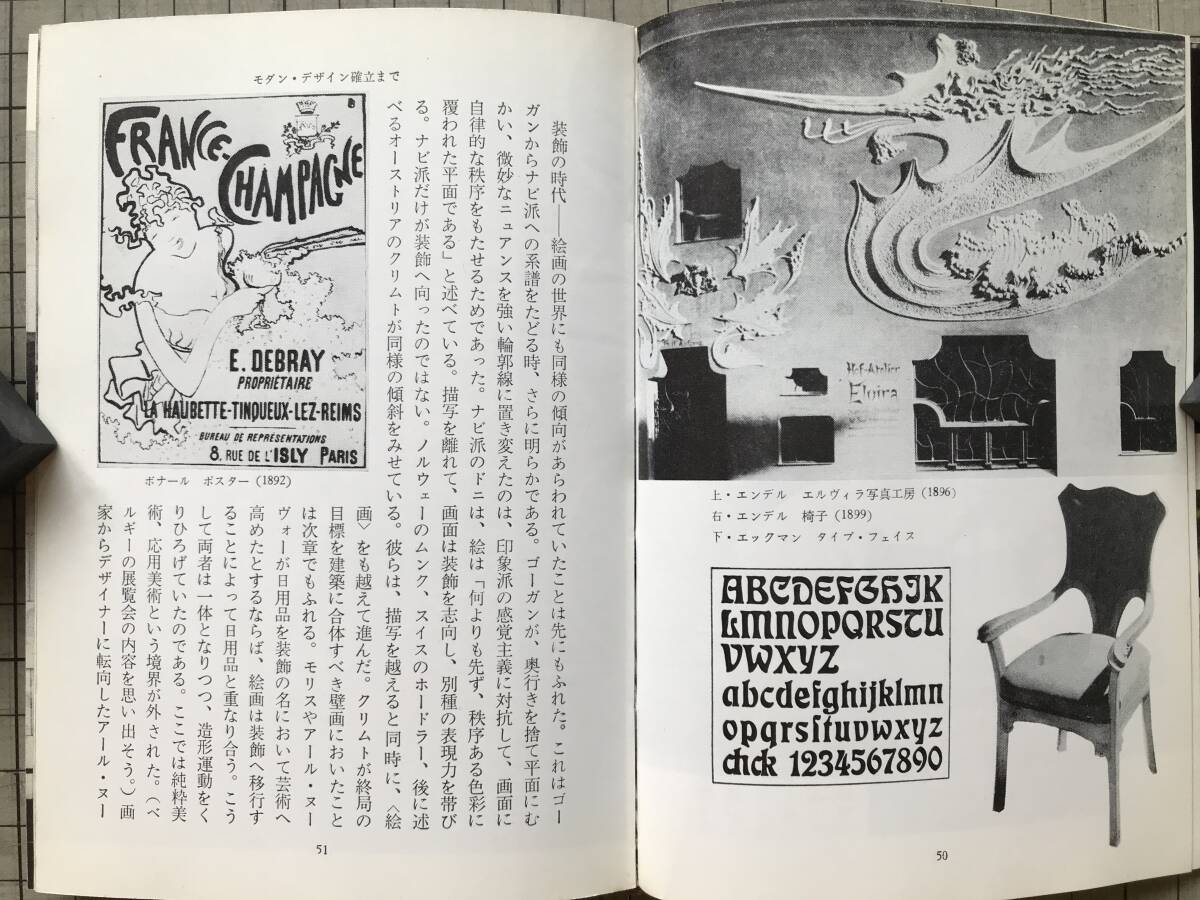 Hof-Atelier
Elvira
上・エンデル　エルヴィラ写真工房 (1896)
右・エンデル　椅子 (1899)
下・エックマン　タイプ・フェイス
ABCDEFGHIJK
LMNOPQRSTU
VWXYZ
abcdefghijklmn
opqrsſtuvwxyz
chck 1234567890
50
モダン・デザイン確立まで
FRANCE-
CHAMPAGNE
E. DEBRAY
PROPRIÉTAIRE
LA HAUBETTE-TINQUEUX-LEZ-REIMS
BUREAU DE REPRÉSENTATIONS
8, RUE DE L'ISLY PARIS
ボナール　ポスター (1892)
装飾の時代――絵画の世界にも同様の傾向があらわれていたことは先にもふれた。これはゴー
ガンからナビ派への系譜をたどる時、さらに明らかである。ゴーガンが、奥行きを捨て平面にむ
かい、微妙なニュアンスを強い輪郭線に置き変えたのは、印象派の感覚主義に対抗して、画面に
自律的な秩序をもたせるためであった。ナビ派のドニは、絵は「何よりも先ず、秩序ある色彩に
覆われた平面である」と述べている。描写を離れて、画面は装飾を志向し、別種の表現力を帯び
る。ナビ派だけが装飾へ向ったのではない。ノルウェーのムンク、スイスのホードラー、後に述
べるオーストリアのクリムトが同様の傾斜をみせている。彼らは、描写を越えると同時に、〈絵
画〉をも越えて進んだ。クリムトが終局の
目標を建築に合体すべき壁画においたこと
は次章でもふれる。モリスやアール・ヌー
ヴォーが日用品を装飾の名において芸術へ
高めたとするならば、絵画は装飾へ移行す
ることによって日用品と重なり合う。こう
して両者は一体となりつつ、造形運動をく
りひろげていたのである。ここでは純粋美
術、応用美術という境界が外された。（ベ
ルギーの展覧会の内容を思い出そう。）画
家からデザイナーに転向したアール・ヌー
51